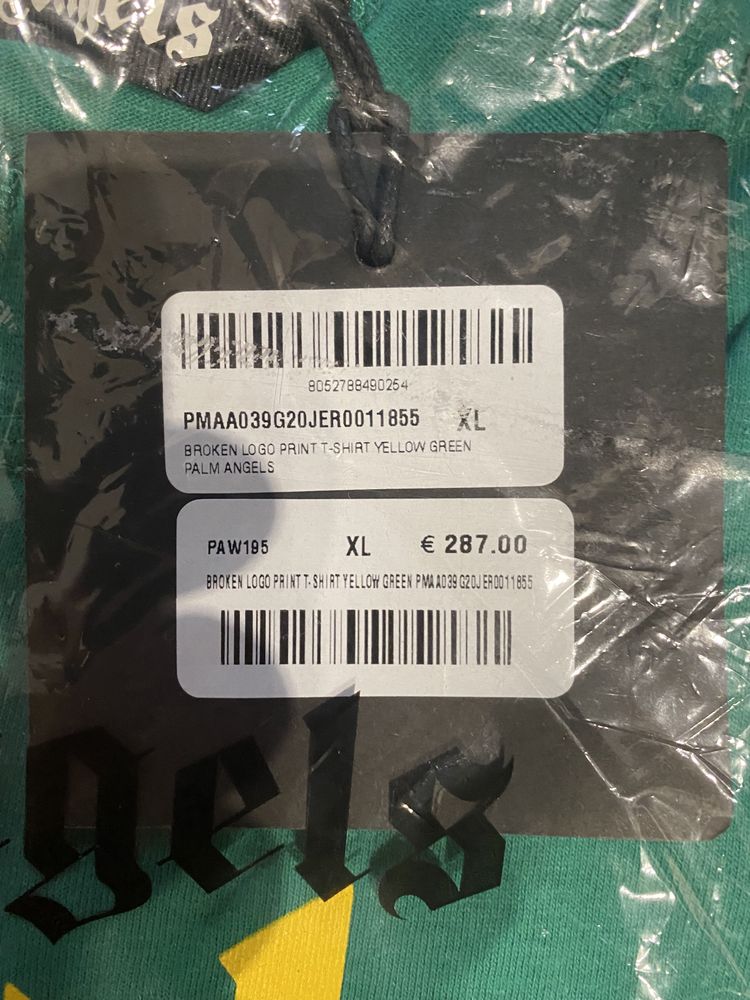 8052788490254
PMAA039G20JER0011855 XL
BROKEN LOGO PRINT T-SHIRT YELLOW GREEN
PALM ANGELS
PAW195 XL € 287.00
BROKEN LOGO PRINT T-SHIRT YELLOW GREEN PMAA039G20JER0011855
gels